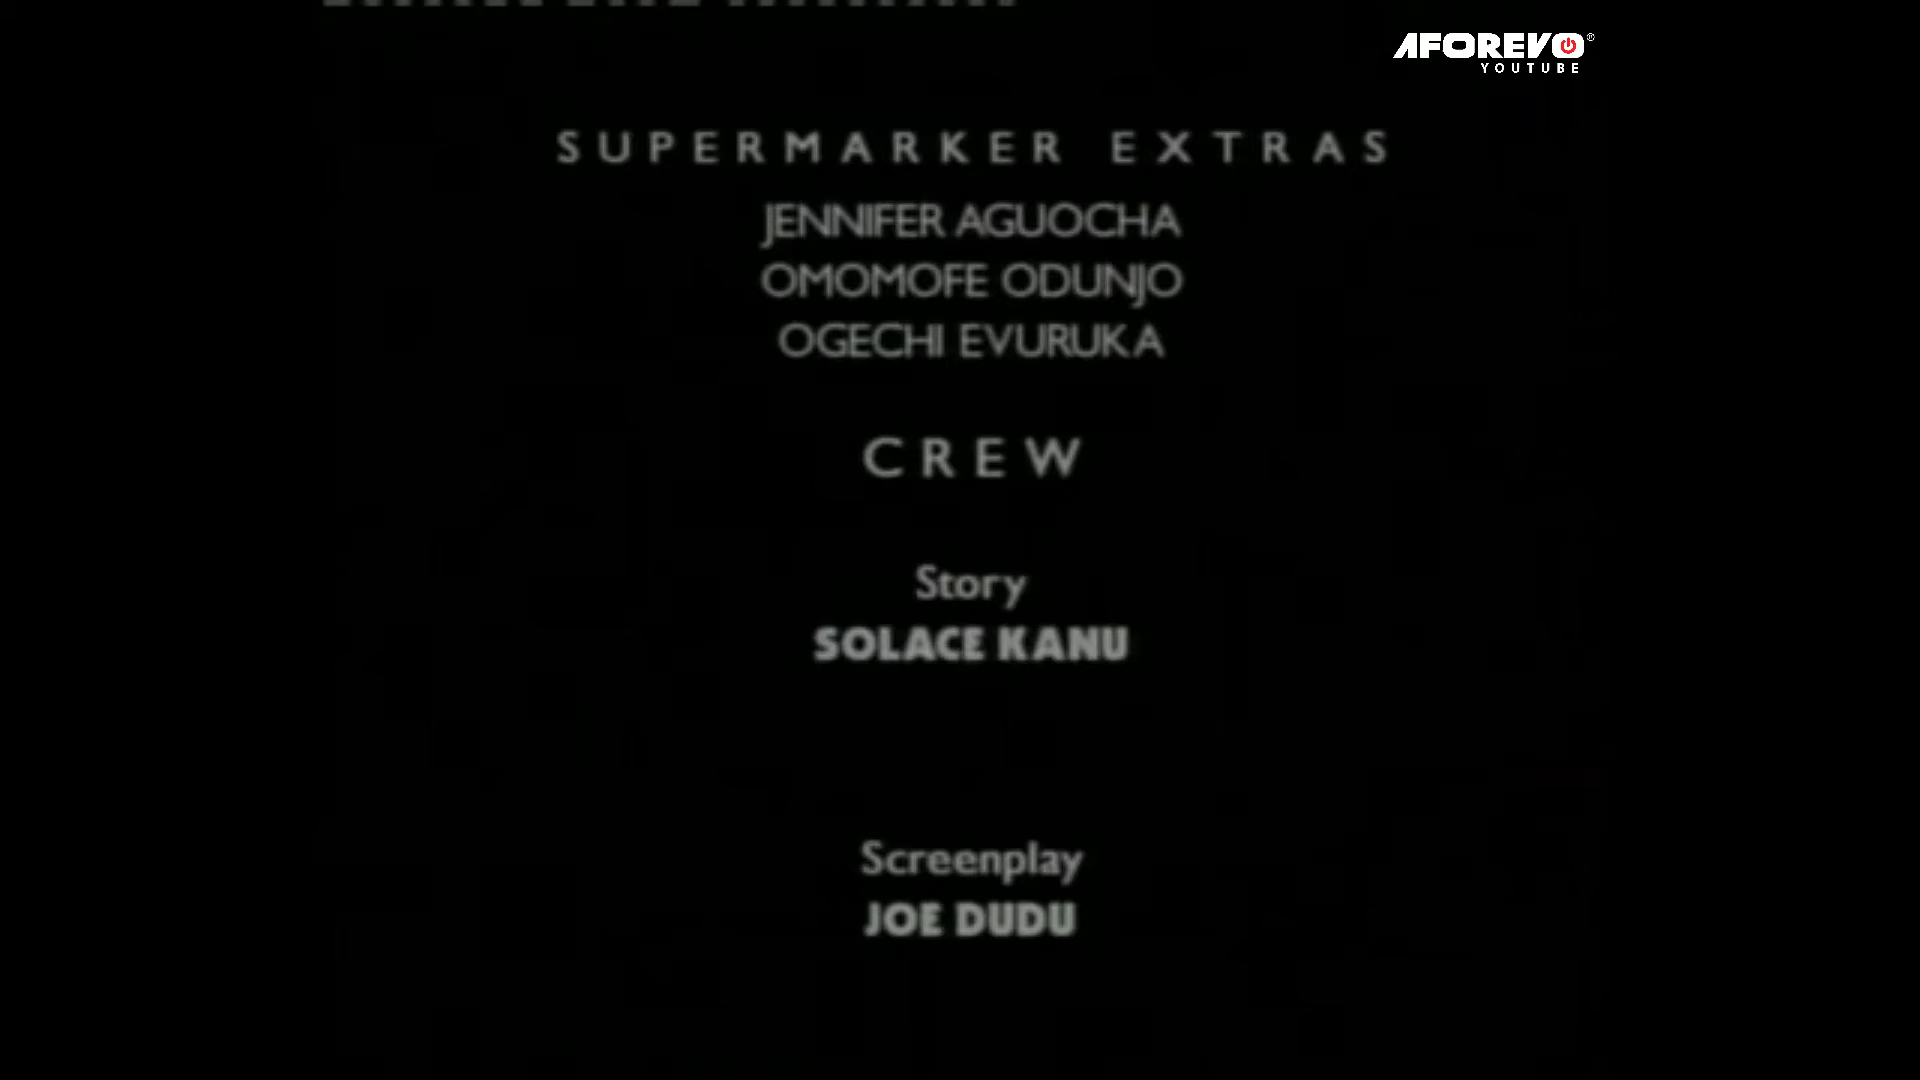 AFOREVO®
YOUTUBE
SUPERMARKER EXTRAS
JENNIFER AGUOCHA
OMOMOFE ODUNJO
OGECHI EVURUKA
CREW
Story
SOLACE KANU
Screenplay
JOE DUDU